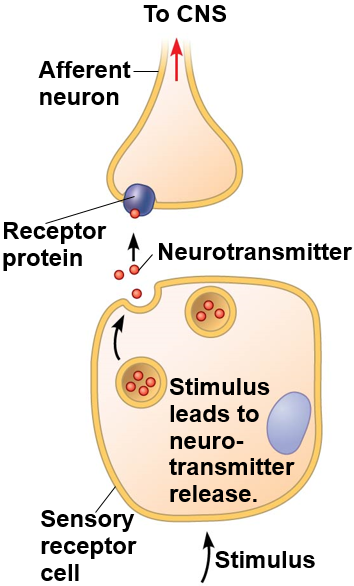 To CNS
Afferent
neuron
Receptor
protein
Neurotransmitter
Stimulus
leads to
neuro-
transmitter
release.
Sensory
receptor
cell
Stimulus